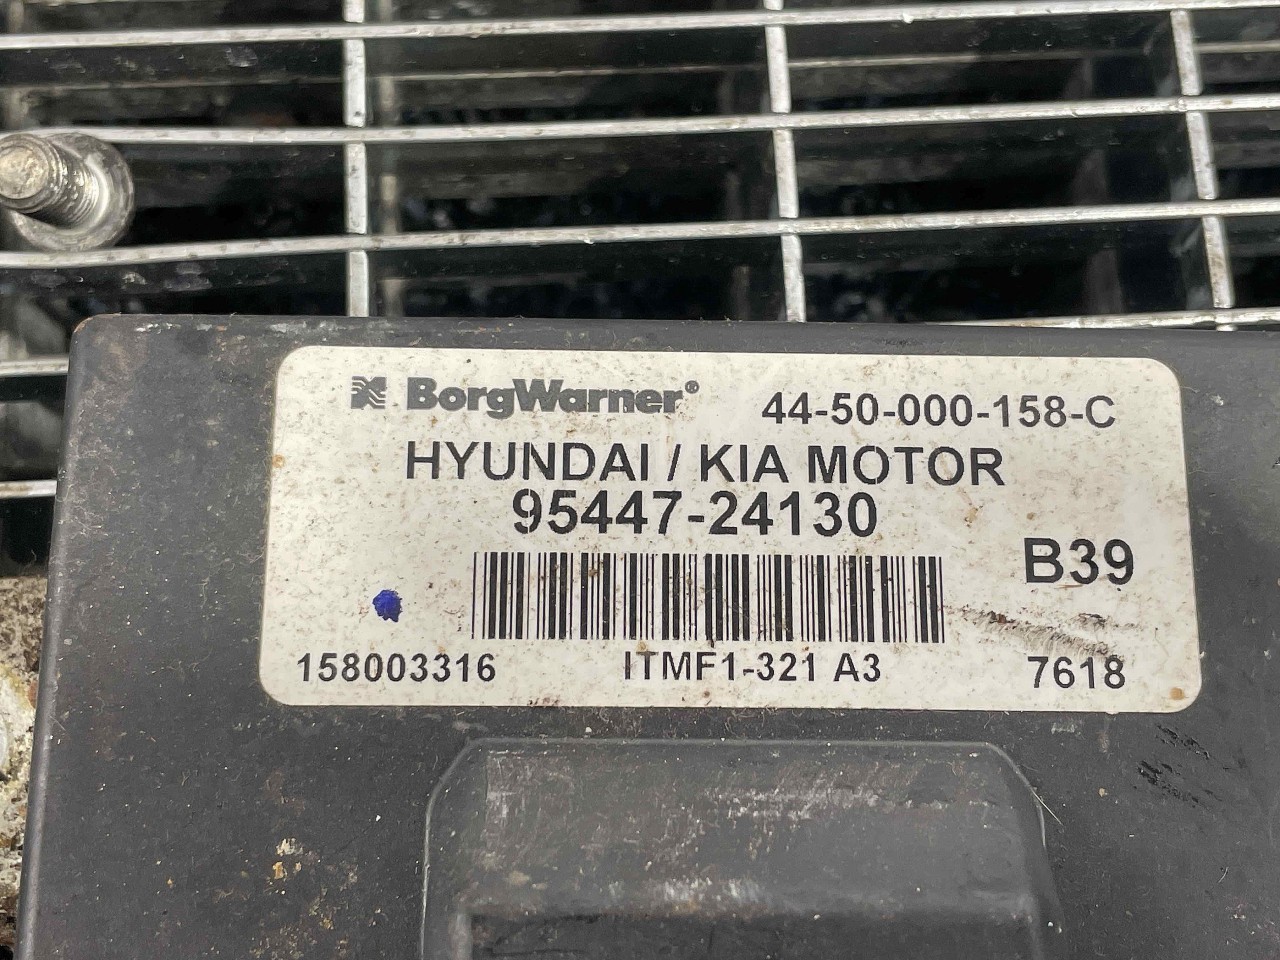 BorgWarner® 44-50-000-158-C
HYUNDAI / KIA MOTOR
95447-24130
B39
158003316 ITMF1-321 A3 7618